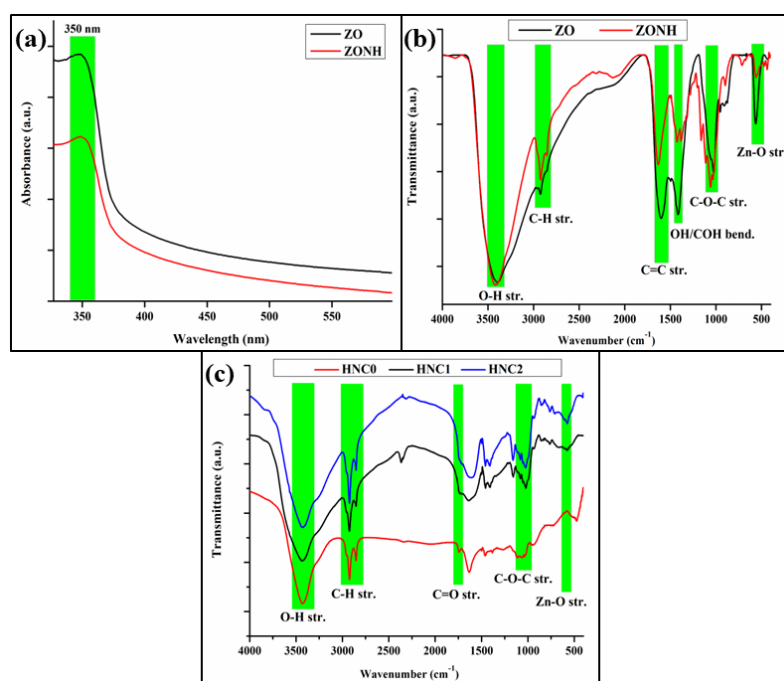 (a)
350 nm
ZO
ZONH
Absorbance (a.u.)
350
400
450
500
550
Wavelength (nm)
(b)
ZO
ZONH
Transmittance (a.u.)
Zn-O str.
C-H str.
C-O-C str.
OH/COH bend.
C=C str.
O-H str.
4000
3500
3000
2500
2000
1500
1000
500
Wavenumber (cm⁻¹)
(c)
HNC0
HNC1
HNC2
Transmittance (a.u.)
C-O-C str.
C-H str.
C=O str.
Zn-O str.
O-H str.
4000
3500
3000
2500
2000
1500
1000
500
Wavenumber (cm⁻¹)